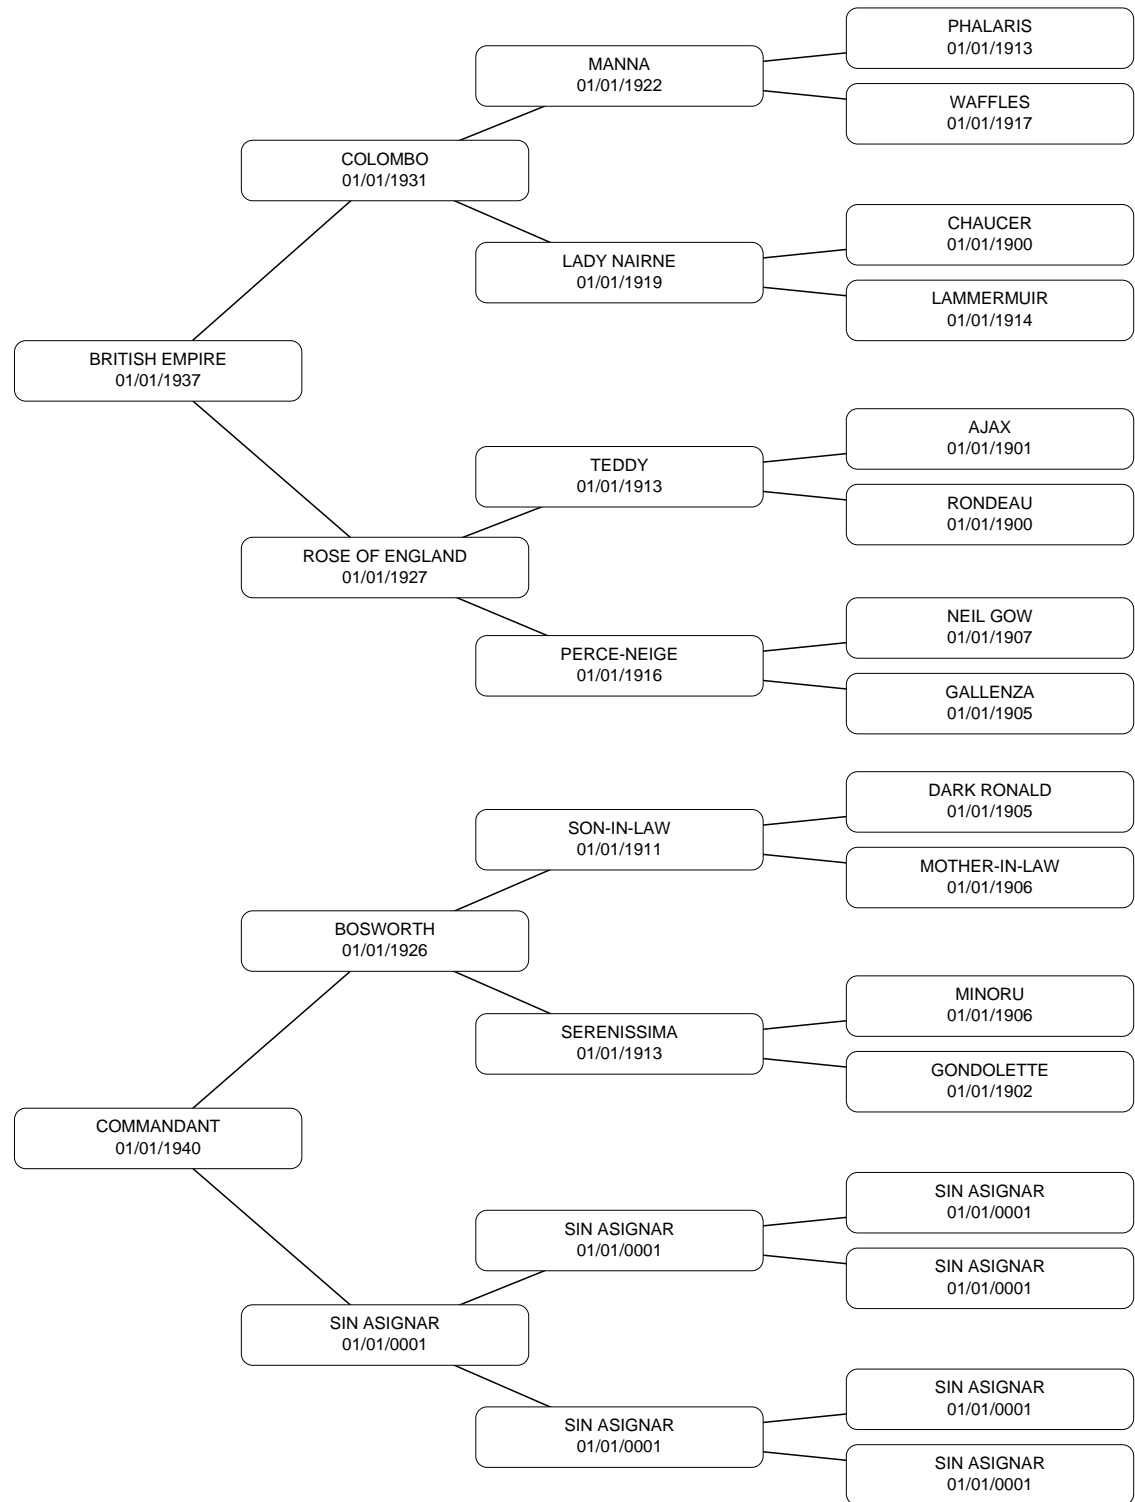 PHALARIS
01/01/1913
MANNA
01/01/1922
WAFFLES
01/01/1917
COLOMBO
01/01/1931
CHAUCER
01/01/1900
LADY NAIRNE
01/01/1919
LAMMERMUIR
01/01/1914
BRITISH EMPIRE
01/01/1937
AJAX
01/01/1901
TEDDY
01/01/1913
RONDEAU
01/01/1900
ROSE OF ENGLAND
01/01/1927
NEIL GOW
01/01/1907
PERCE-NEIGE
01/01/1916
GALLENZA
01/01/1905
DARK RONALD
01/01/1905
SON-IN-LAW
01/01/1911
MOTHER-IN-LAW
01/01/1906
BOSWORTH
01/01/1926
MINORU
01/01/1906
SERENISSIMA
01/01/1913
GONDOLETTE
01/01/1902
COMMANDANT
01/01/1940
SIN ASIGNAR
01/01/0001
SIN ASIGNAR
01/01/0001
SIN ASIGNAR
01/01/0001
SIN ASIGNAR
01/01/0001
SIN ASIGNAR
01/01/0001
SIN ASIGNAR
01/01/0001
SIN ASIGNAR
01/01/0001